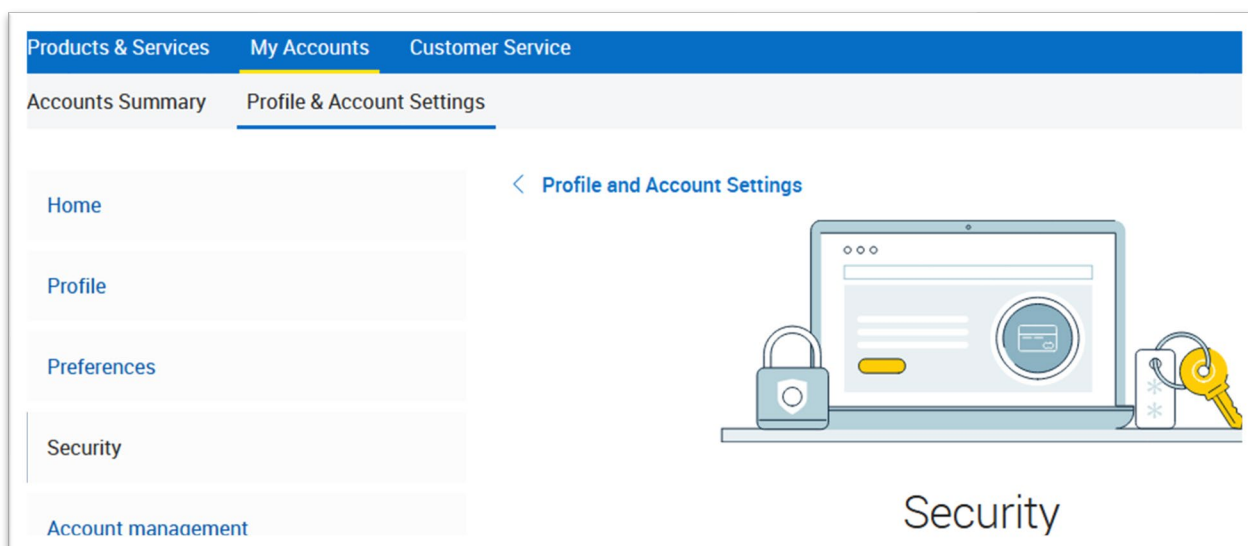 Products & Services My Accounts Customer Service
Accounts Summary Profile & Account Settings
Home
Profile and Account Settings
Profile
Preferences
Security
Account management
Security